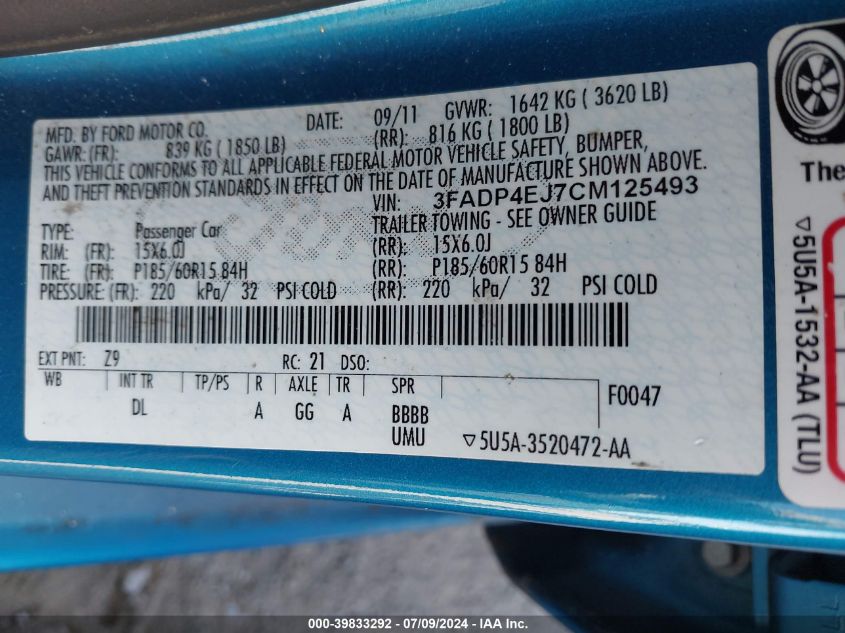 MFD. BY FORD MOTOR CO. DATE: 09/11 GVWR: 1642 KG ( 3620 LB)
GAWR: (FR): 839 KG ( 1850 LB) (RR): 816 KG ( 1800 LB)
THIS VEHICLE CONFORMS TO ALL APPLICABLE FEDERAL MOTOR VEHICLE SAFETY, BUMPER,
AND THEFT PREVENTION STANDARDS IN EFFECT ON THE DATE OF MANUFACTURE SHOWN ABOVE.
VIN: 3FADP4EJ7CM125493
TYPE: Passenger Car TRAILER TOWING - SEE OWNER GUIDE
RIM: (FR): 15X6.0J (RR): 15X6.0J
TIRE: (FR): P185/60R15 84H (RR): P185/60R15 84H
PRESSURE: (FR): 220 kPa/ 32 PSI COLD (RR): 220 kPa/ 32 PSI COLD
EXT PNT: Z9 RC: 21 DSO:
WB INT TR TP/PS R AXLE TR SPR F0047
DL A GG A BBBB
UMU ▽5U5A-3520472-AA
The
▽5U5A-1532-AA (TLU)
000-39833292 - 07/09/2024 - IAA Inc.